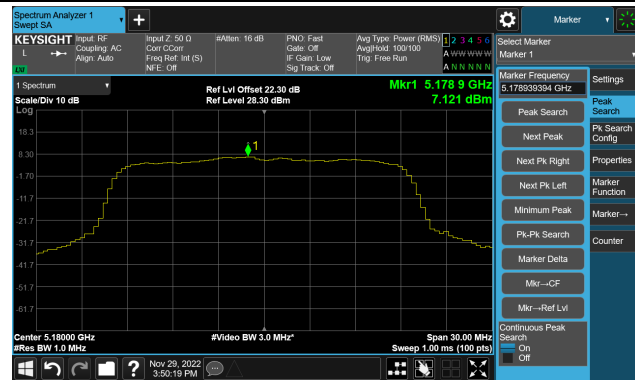 Spectrum Analyzer 1
Swept SA
Marker
KEYSIGHT
Input: RF
Coupling: AC
Align: Auto
Input Z: 50 Ω
Corr CCorr
Freq Ref: Int (S)
NFE: Off
#Atten: 16 dB
PNO: Fast
Gate: Off
IF Gain: Low
Sig Track: Off
Avg Type: Power (RMS)
Avg|Hold: 100/100
Trig: Free Run
1 2 3 4 5 6
A W W W W W
A N N N N N
L
LXI
Select Marker
Marker 1
1 Spectrum
Scale/Div 10 dB
Ref Lvl Offset 22.30 dB
Ref Level 28.30 dBm
Mkr1 5.178 9 GHz
7.121 dBm
Log
18.3
8.30
-1.70
-11.7
-21.7
-31.7
-41.7
-51.7
-61.7
1
Center 5.18000 GHz
#Res BW 1.0 MHz
#Video BW 3.0 MHz*
Span 30.00 MHz
Sweep 1.00 ms (100 pts)
Marker Frequency
5.178939394 GHz
Peak Search
Next Peak
Next Pk Right
Next Pk Left
Minimum Peak
Pk-Pk Search
Marker Delta
Mkr→CF
Mkr→Ref Lvl
Continuous Peak
Search
On
Off
Settings
Peak
Search
Pk Search
Config
Properties
Marker
Function
Marker→
Counter
Nov 29, 2022
3:50:19 PM